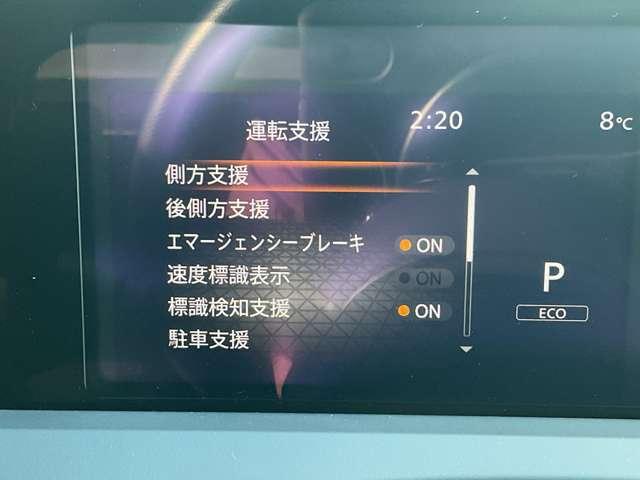 運転支援
2:20
8℃
側方支援
後側方支援
エマージェンシーブレーキ ON
速度標識表示 ON
標識検知支援 ON
駐車支援
P
ECO